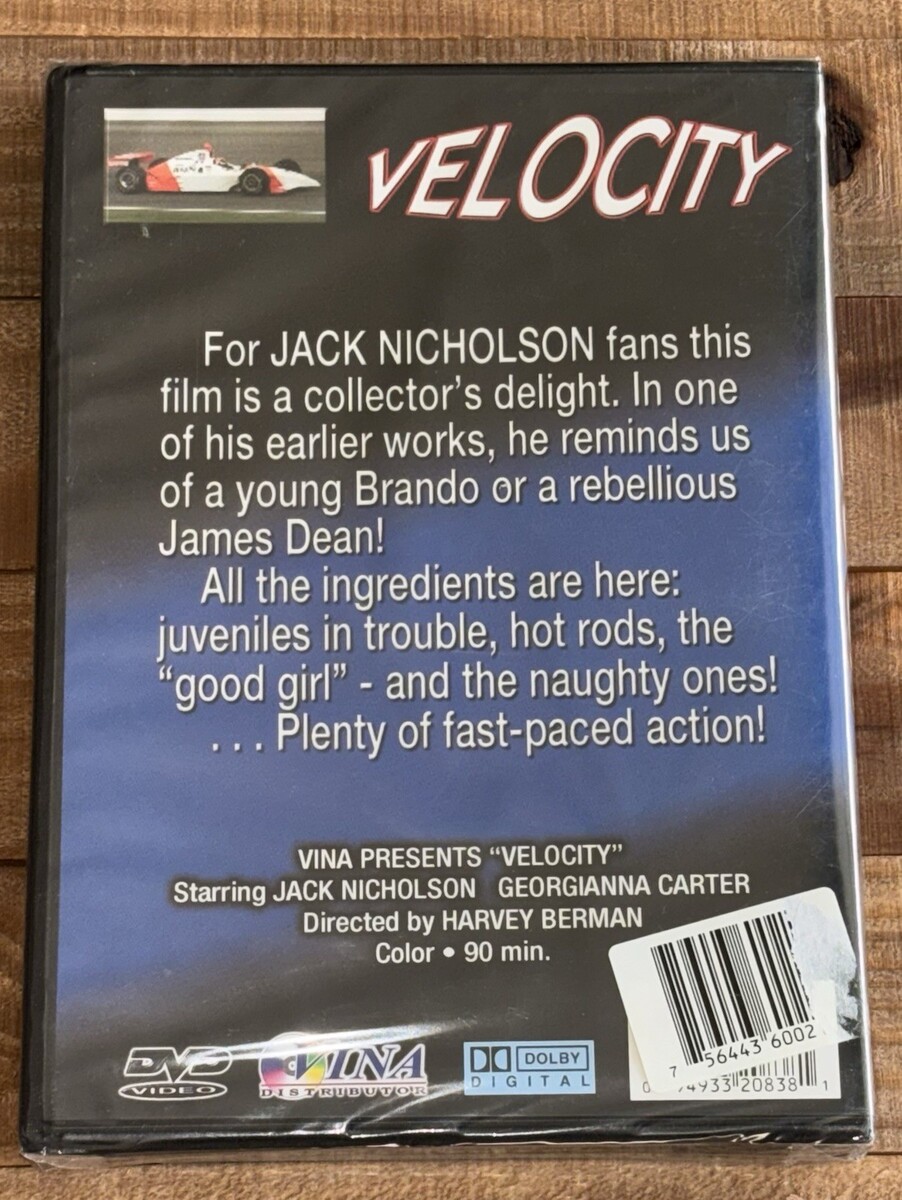 VELOCITY
For JACK NICHOLSON fans this
film is a collector's delight. In one
of his earlier works, he reminds us
of a young Brando or a rebellious
James Dean!
All the ingredients are here:
juveniles in trouble, hot rods, the
“good girl” - and the naughty ones!
. . . Plenty of fast-paced action!
VINA PRESENTS “VELOCITY”
Starring JACK NICHOLSON GEORGIANNA CARTER
Directed by HARVEY BERMAN
Color • 90 min.
DVD
VIDEO
VINA
DISTRIBUTOR
DOLBY
DIGITAL
7 56443 6002
4933 20838 1